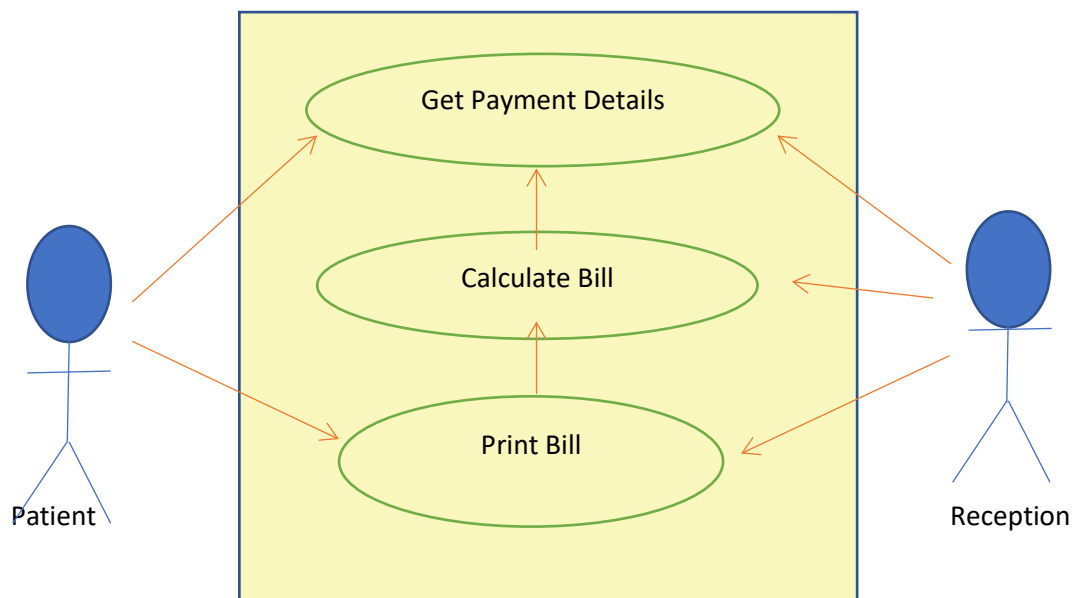 Get Payment Details
Calculate Bill
Print Bill
Patient
Reception